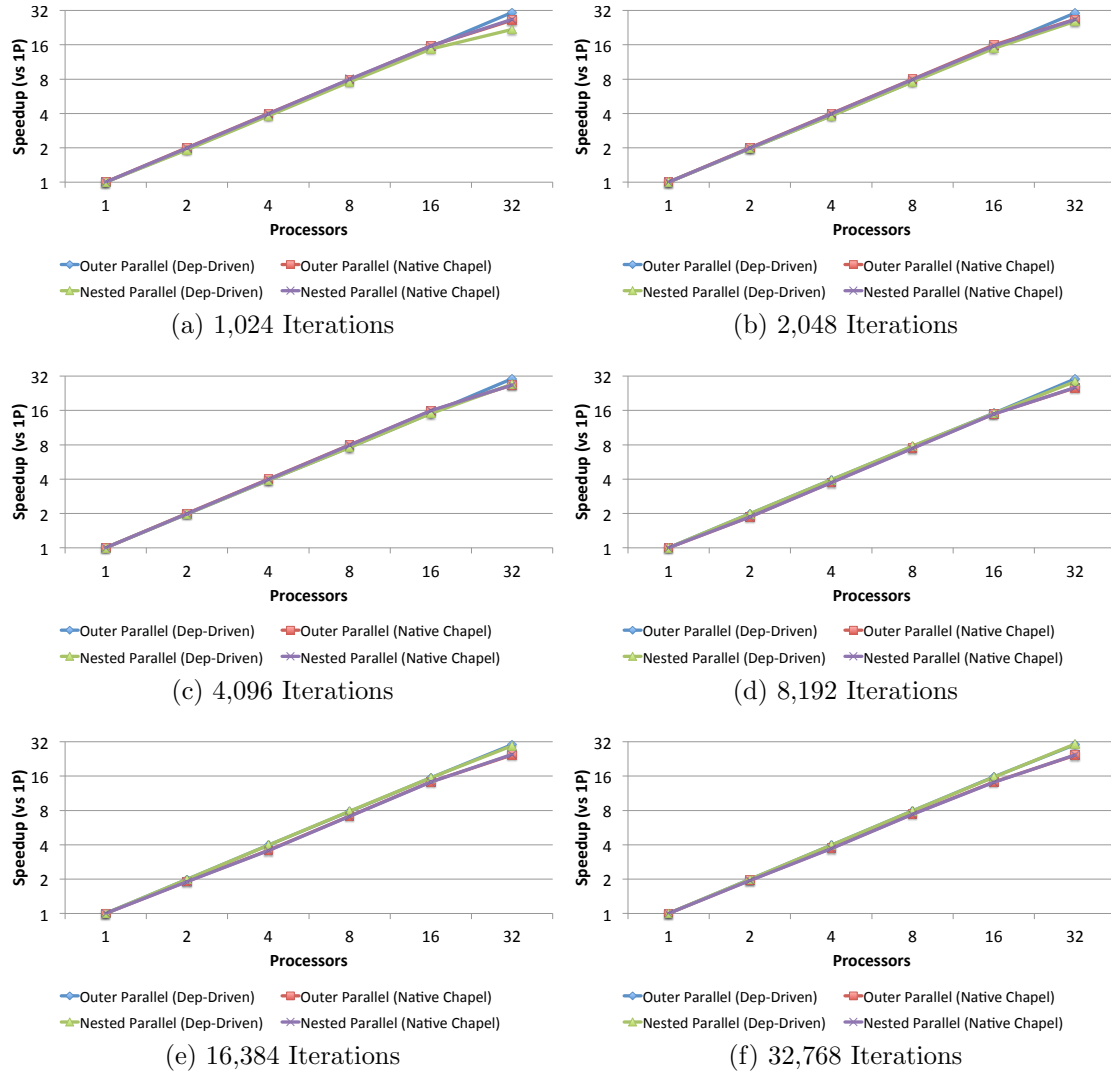 32
16
8
4
2
1
Speedup (vs 1P)
1 2 4 8 16 32
Processors
Outer Parallel (Dep-Driven) Outer Parallel (Native Chapel)
Nested Parallel (Dep-Driven) Nested Parallel (Native Chapel)
(a) 1,024 Iterations
32
16
8
4
2
1
Speedup (vs 1P)
1 2 4 8 16 32
Processors
Outer Parallel (Dep-Driven) Outer Parallel (Native Chapel)
Nested Parallel (Dep-Driven) Nested Parallel (Native Chapel)
(b) 2,048 Iterations
32
16
8
4
2
1
Speedup (vs 1P)
1 2 4 8 16 32
Processors
Outer Parallel (Dep-Driven) Outer Parallel (Native Chapel)
Nested Parallel (Dep-Driven) Nested Parallel (Native Chapel)
(c) 4,096 Iterations
32
16
8
4
2
1
Speedup (vs 1P)
1 2 4 8 16 32
Processors
Outer Parallel (Dep-Driven) Outer Parallel (Native Chapel)
Nested Parallel (Dep-Driven) Nested Parallel (Native Chapel)
(d) 8,192 Iterations
32
16
8
4
2
1
Speedup (vs 1P)
1 2 4 8 16 32
Processors
Outer Parallel (Dep-Driven) Outer Parallel (Native Chapel)
Nested Parallel (Dep-Driven) Nested Parallel (Native Chapel)
(e) 16,384 Iterations
32
16
8
4
2
1
Speedup (vs 1P)
1 2 4 8 16 32
Processors
Outer Parallel (Dep-Driven) Outer Parallel (Native Chapel)
Nested Parallel (Dep-Driven) Nested Parallel (Native Chapel)
(f) 32,768 Iterations